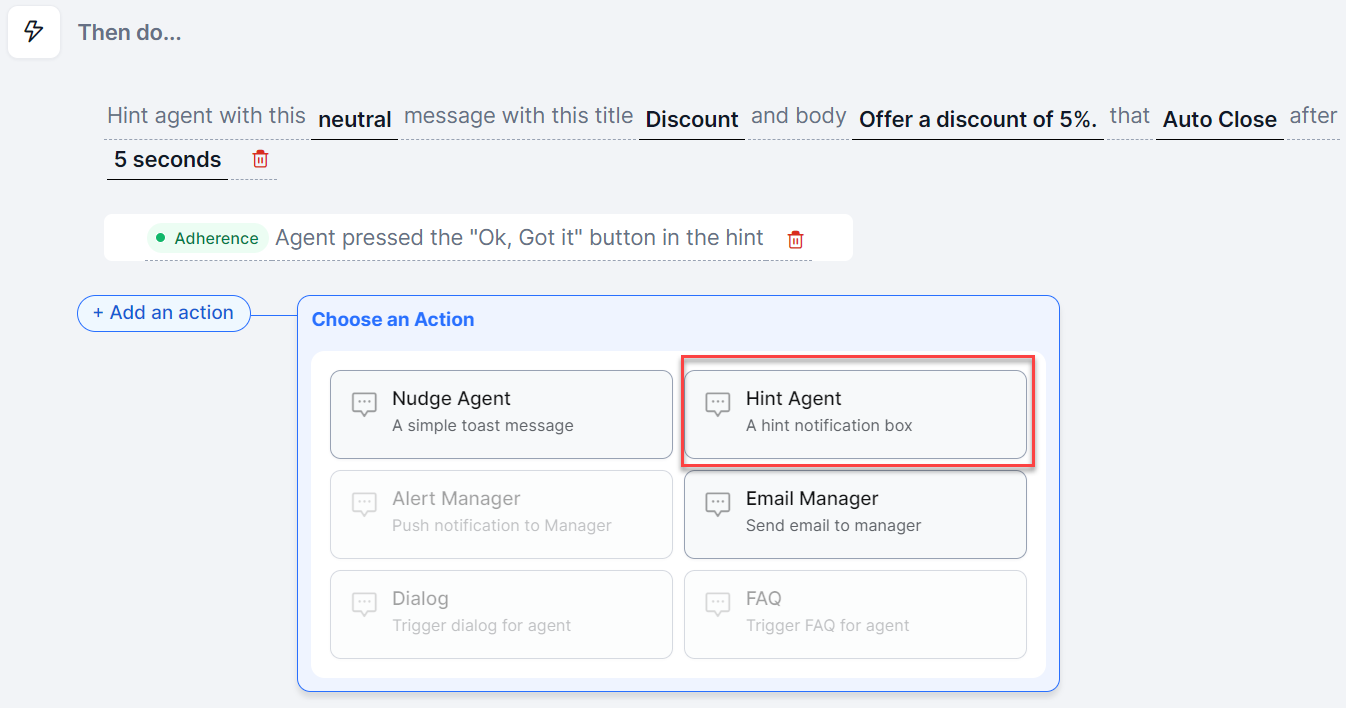 Then do...
Hint agent with this neutral message with this title Discount and body Offer a discount of 5%. that Auto Close after
5 seconds
Adherence Agent pressed the "Ok, Got it" button in the hint
+ Add an action
Choose an Action
Nudge Agent
A simple toast message
Hint Agent
A hint notification box
Alert Manager
Push notification to Manager
Email Manager
Send email to manager
Dialog
Trigger dialog for agent
FAQ
Trigger FAQ for agent